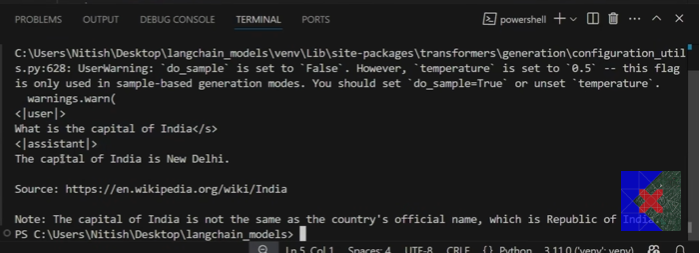 PROBLEMS OUTPUT DEBUG CONSOLE TERMINAL PORTS powershell
C:\Users\Nitish\Desktop\langchain_models\venv\Lib\site-packages\transformers\generation\configuration_util
s.py:628: UserWarning: `do_sample` is set to `False`. However, `temperature` is set to `0.5` -- this flag
is only used in sample-based generation modes. You should set `do_sample=True` or unset `temperature`.
warnings.warn(
<|user|>
What is the capital of India</s>
<|assistant|>
The capital of India is New Delhi.
Source: https://en.wikipedia.org/wiki/India
Note: The capital of India is not the same as the country's official name, which is Republic of India.
PS C:\Users\Nitish\Desktop\langchain_models>
Ln 5, Col 1 Spaces: 4 UTF-8 CRLF {} Python 3.11.0 ('venv': venv)